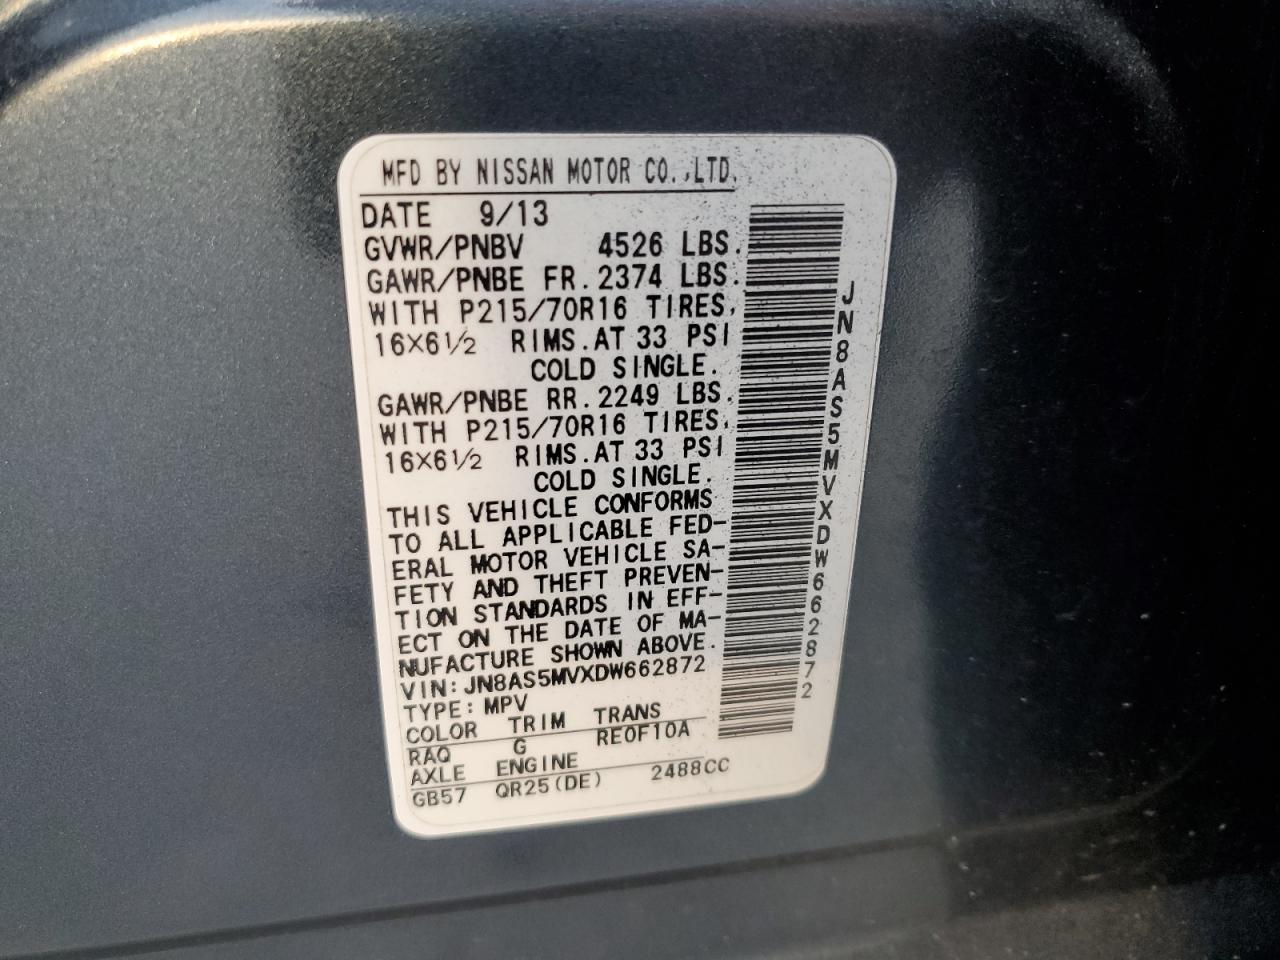 MFD BY NISSAN MOTOR CO.,LTD.
DATE 9/13
GVWR/PNBV 4526 LBS.
GAWR/PNBE FR. 2374 LBS.
WITH P215/70R16 TIRES,
16X6½ RIMS.AT 33 PSI
COLD SINGLE.
GAWR/PNBE RR. 2249 LBS.
WITH P215/70R16 TIRES,
16X6½ RIMS.AT 33 PSI
COLD SINGLE.
THIS VEHICLE CONFORMS
TO ALL APPLICABLE FED-
ERAL MOTOR VEHICLE SA-
FETY AND THEFT PREVEN-
TION STANDARDS IN EFF-
ECT ON THE DATE OF MA-
NUFACTURE SHOWN ABOVE.
VIN:JN8AS5MVXDW662872
TYPE:MPV
COLOR TRIM TRANS
RAQ G RE0F10A
AXLE ENGINE
GB57 QR25(DE) 2488CC
JN8AS5MVXDW662872